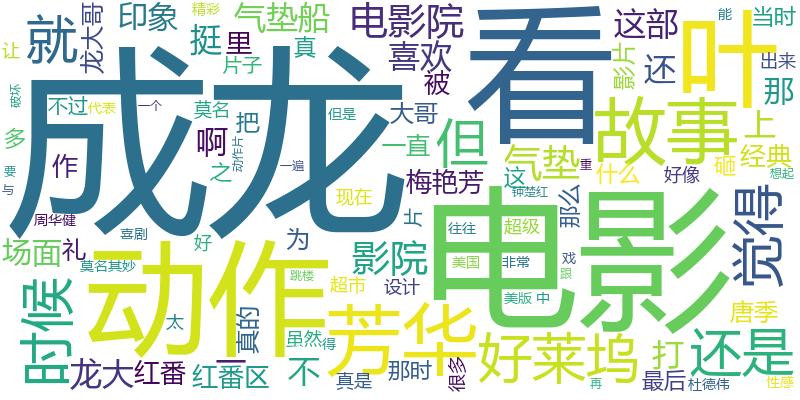 成龙
看
电影
动作
叶
故事
芳华
好莱坞
觉得
时候
就
印象
龙大哥
挺
里
气垫船
精彩
片子
真
电影院
喜欢
被
这部
还
影片
能
当时
那
出来
上
经典
砸
让
破坏
不过
代表
一个
莫名
把
但是
大哥
啊
之
动作片
一遍
一直
但
气垫
这
什么
重
好像
想起
多
要
与
作
周华健
场面
礼
喜剧
莫名其妙
好
为
现在
片
梅艳芳
超级
钟楚红
那么
影院
往往
美国
非常
戏
跟
跳楼
超市
设计
美版
中
太
真的
一
虽然
得
龙大
红番
红番区
不
真是
那时
很多
打
还是
唐季
最后
杜德伟
再
性感